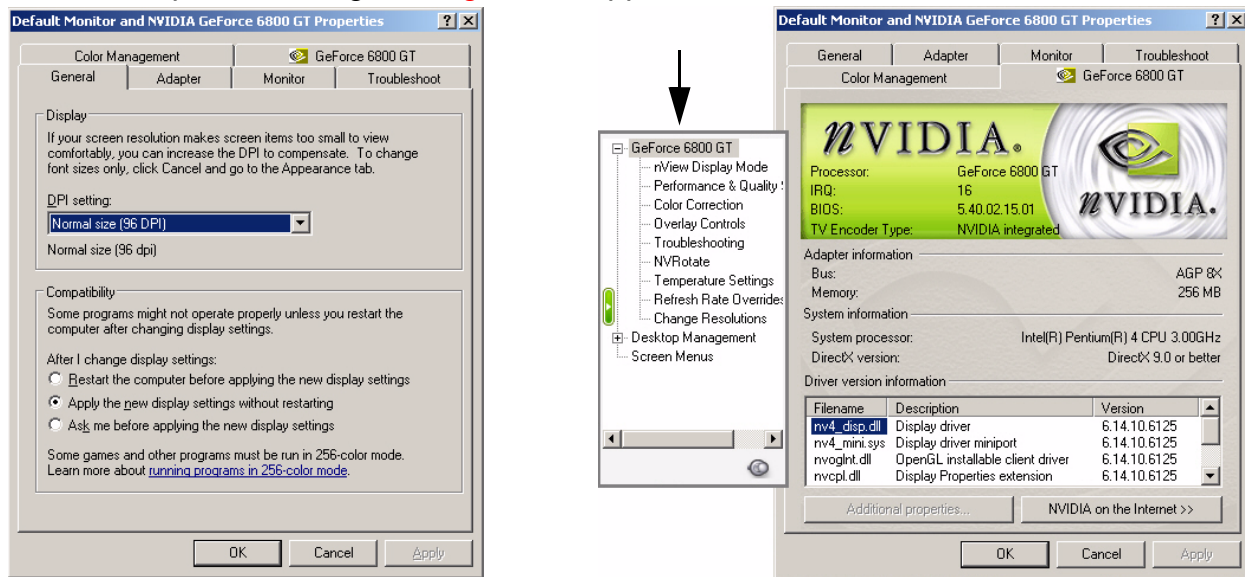 Default Monitor and NVIDIA GeForce 6800 GT Properties
Color Management
GeForce 6800 GT
General
Adapter
Monitor
Troubleshoot
Display
If your screen resolution makes screen items too small to view
comfortably, you can increase the DPI to compensate. To change
font sizes only, click Cancel and go to the Appearance tab.
DPI setting:
Normal size (96 DPI)
Normal size (96 dpi)
Compatibility
Some programs might not operate properly unless you restart the
computer after changing display settings.
After I change display settings:
Restart the computer before applying the new display settings
Apply the new display settings without restarting
Ask me before applying the new display settings
Some games and other programs must be run in 256-color mode.
Learn more about running programs in 256-color mode.
OK
Cancel
Apply
GeForce 6800 GT
nView Display Mode
Performance & Quality
Color Correction
Overlay Controls
Troubleshooting
NVRotate
Temperature Settings
Refresh Rate Overrides
Change Resolutions
Desktop Management
Screen Menus
Default Monitor and NVIDIA GeForce 6800 GT Properties
General
Adapter
Monitor
Troubleshoot
Color Management
GeForce 6800 GT
NVIDIA.
Processor: GeForce 6800 GT
IRQ: 16
BIOS: 5.40.02.15.01
TV Encoder Type: NVIDIA integrated
NVIDIA.
Adapter information
Bus: AGP 8X
Memory: 256 MB
System information
System processor: Intel(R) Pentium(R) 4 CPU 3.00GHz
DirectX version: DirectX 9.0 or better
Driver version information
Filename Description Version
nv4_disp.dll Display driver 6.14.10.6125
nv4_mini.sys Display driver miniport 6.14.10.6125
nvoglnt.dll OpenGL installable client driver 6.14.10.6125
nvcpl.dll Display Properties extension 6.14.10.6125
Additional properties...
NVIDIA on the Internet >>
OK
Cancel
Apply